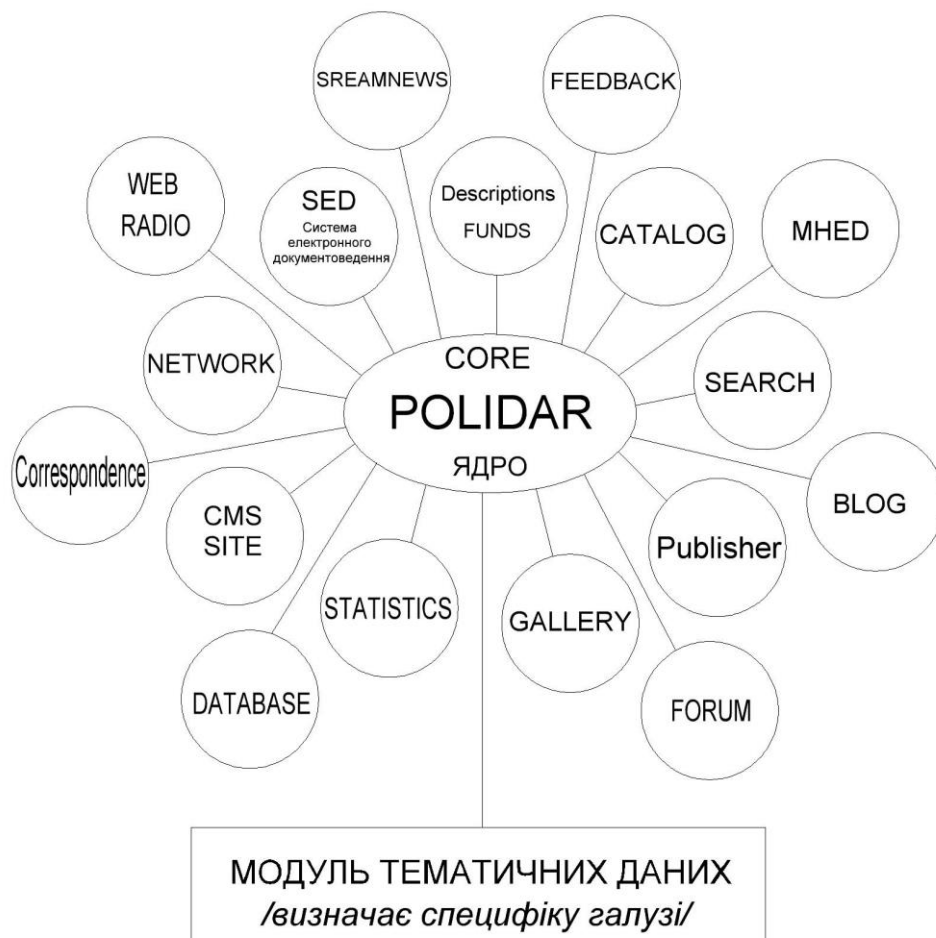 SREAMNEWS
FEEDBACK
WEB
RADIO
SED
Система
електронного
документоведення
Descriptions
FUNDS
CATALOG
MHED
NETWORK
CORE
POLIDAR
ЯДРО
SEARCH
Correspondence
CMS
SITE
BLOG
Publisher
STATISTICS
GALLERY
DATABASE
FORUM
МОДУЛЬ ТЕМАТИЧНИХ ДАНИХ
/визначає специфіку галузі/